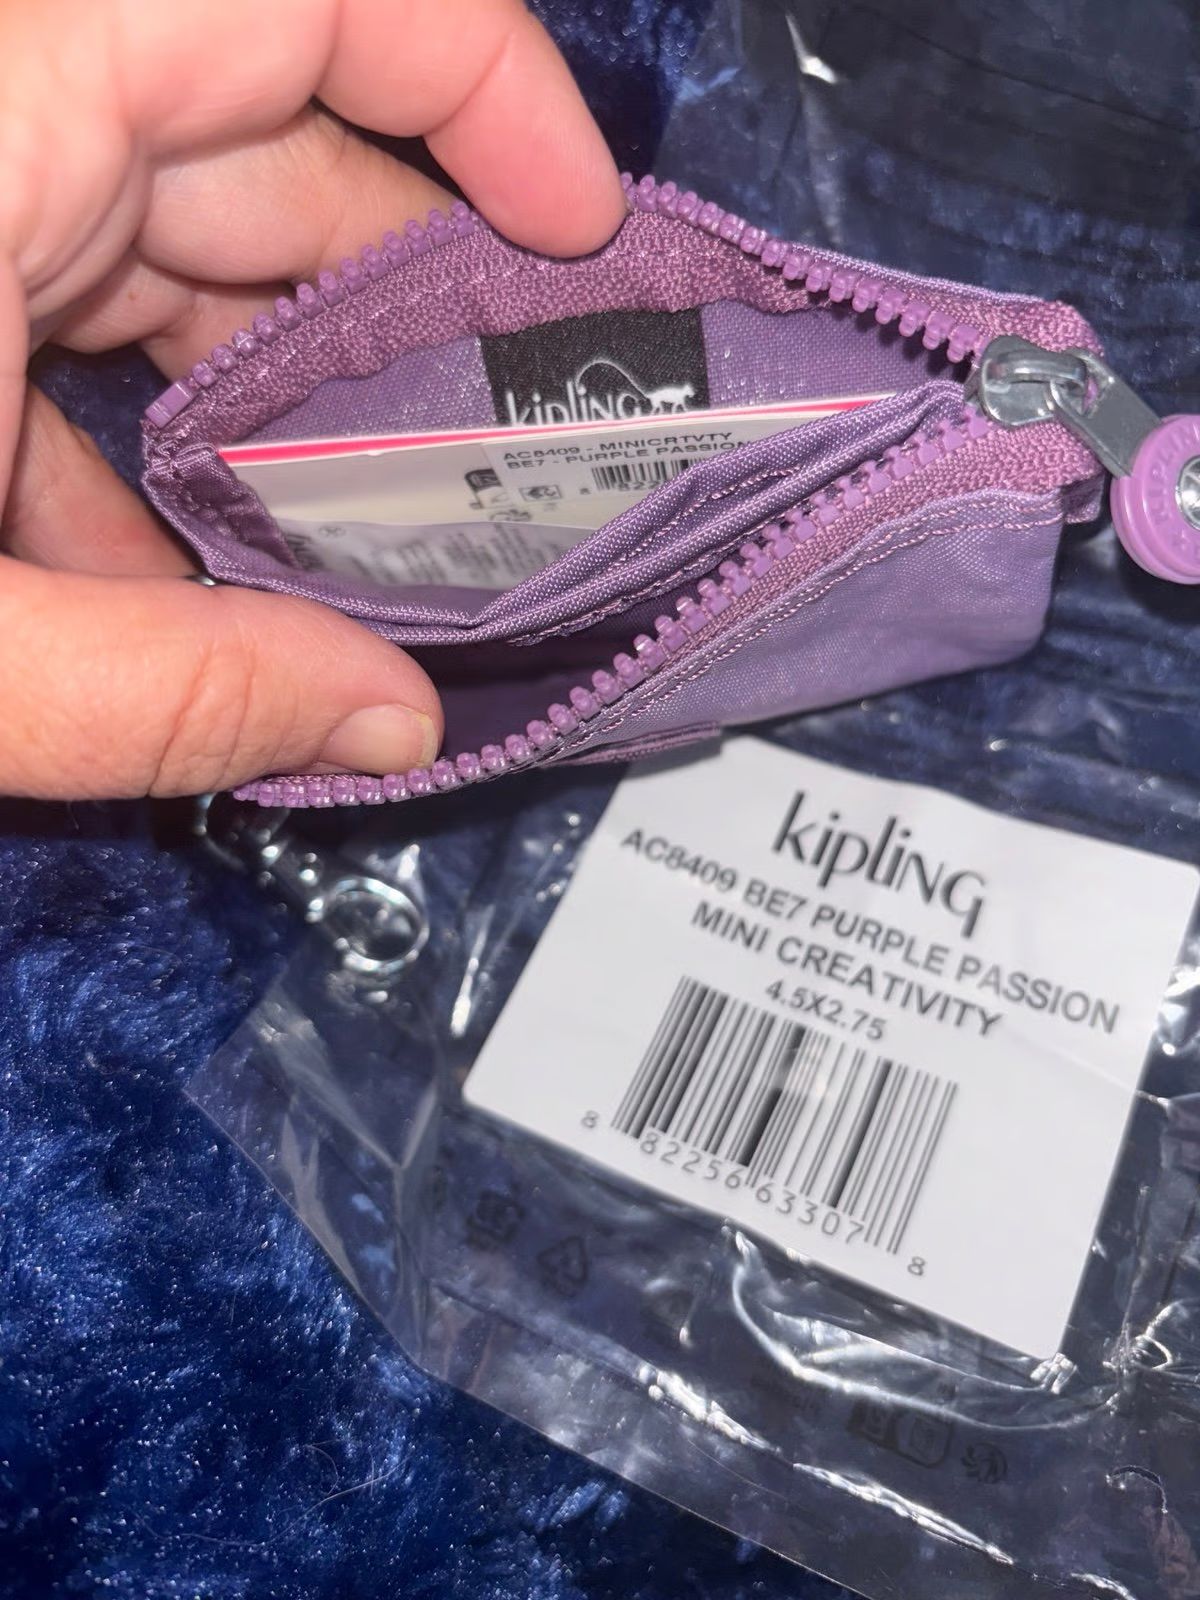 kipling
AC8409 - MINICRTVTY
BE7 - PURPLE PASSION
KIPLIN
kipling
AC8409 BE7 PURPLE PASSION
MINI CREATIVITY
4.5X2.75
8 82256 63307 8